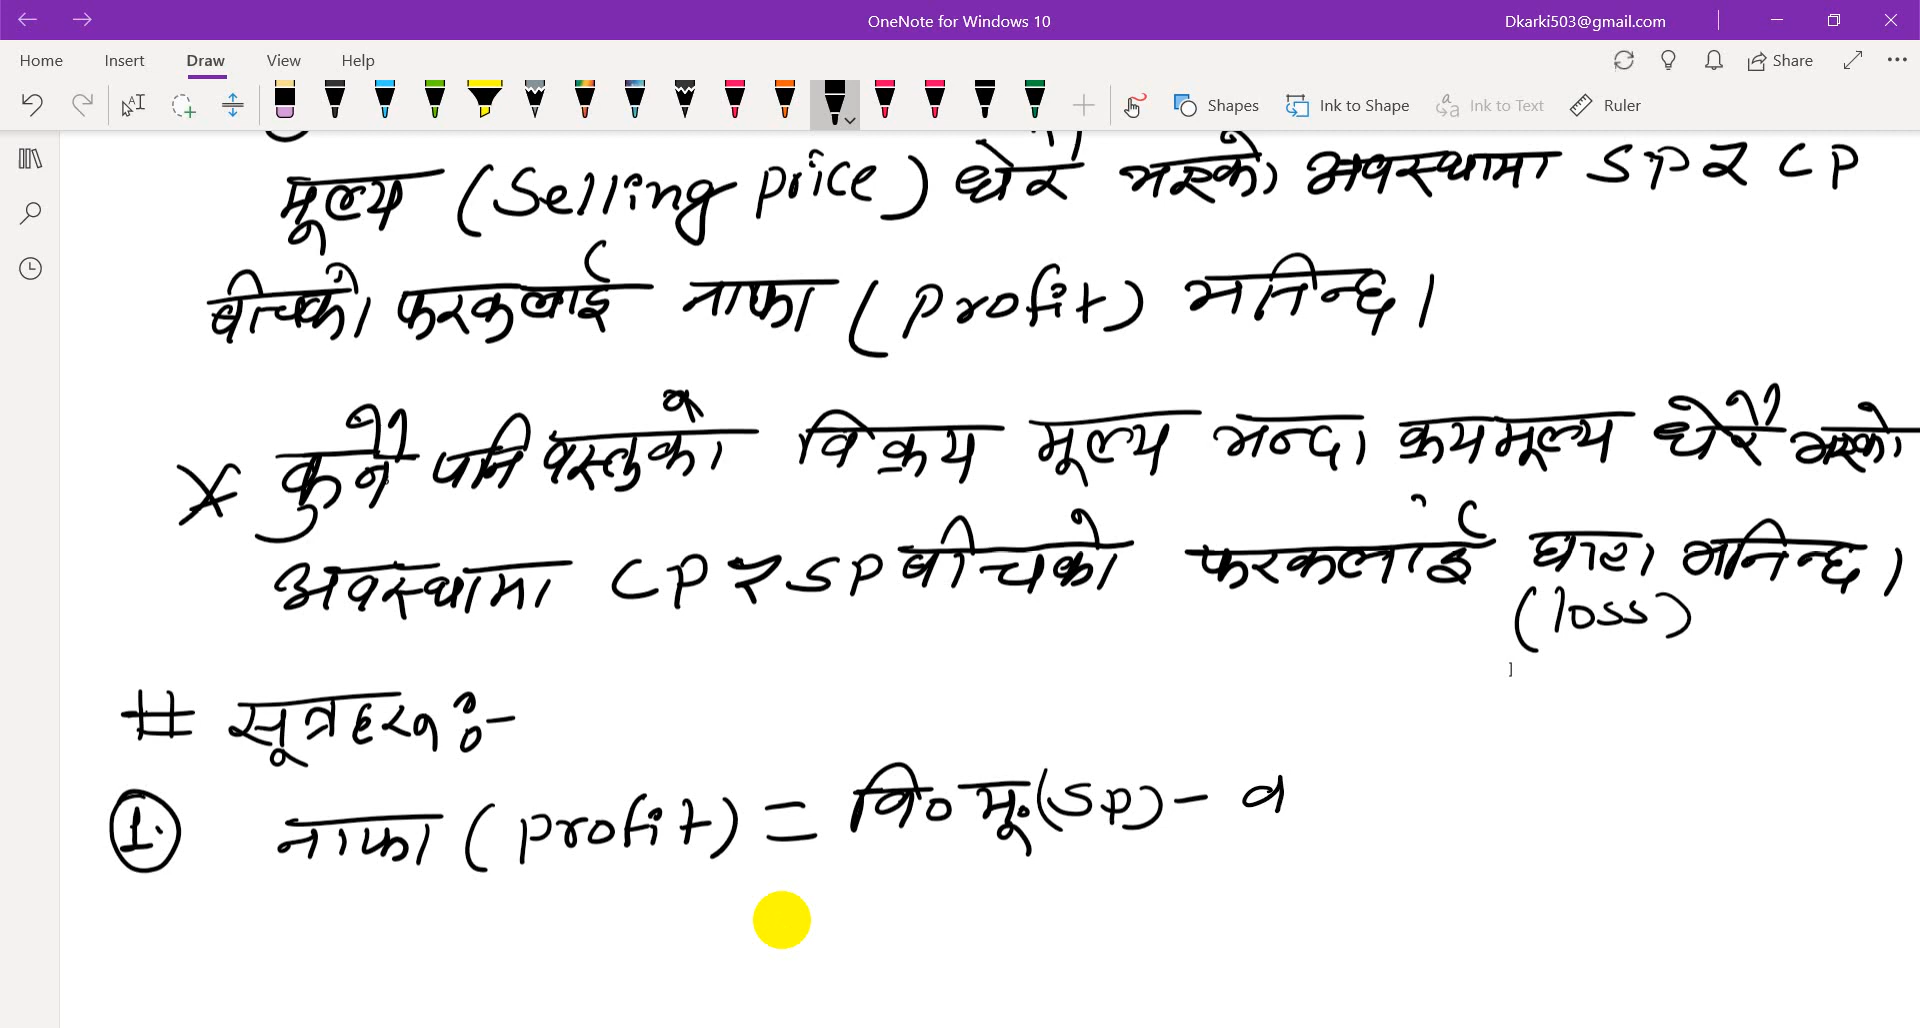 OneNote for Windows 10
Dkarki503@gmail.com
Home Insert Draw View Help
Share
Shapes Ink to Shape Ink to Text Ruler
मूल्य (Selling price) धेरै भएको अवस्थामा SP र CP
बीचको फरकलाई नाफा (profit) भनिन्छ।
* कुनै पनि वस्तुको विक्रय मूल्य भन्दा क्रयमूल्य धेरै भएको
अवस्थामा CP र SP बीचको फरकलाई घाटा भनिन्छ।
(loss)
# सूत्रहरू :-
1. नाफा (profit) = वि० मू. (SP) -